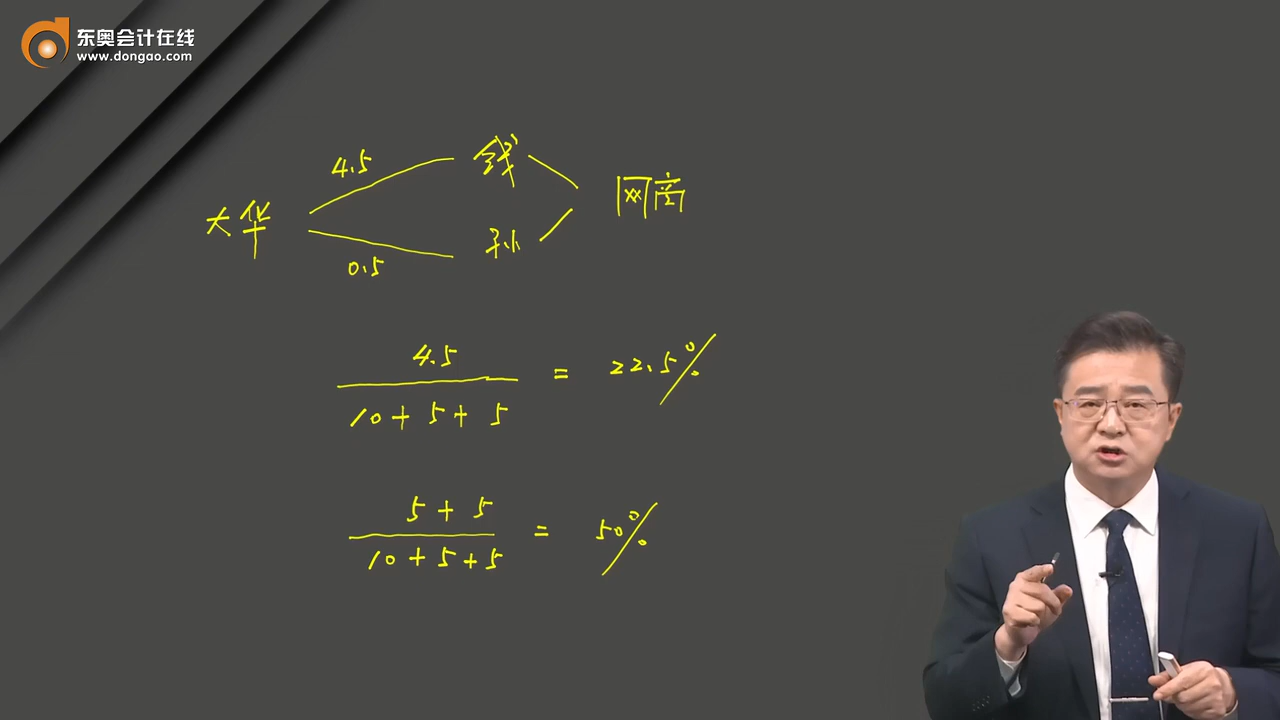 东奥会计在线
www.dongao.com
4.5 钱
大华 网商
0.5 孙
4.5
10+5+5 = 22.5%
5+5
10+5+5 = 50%